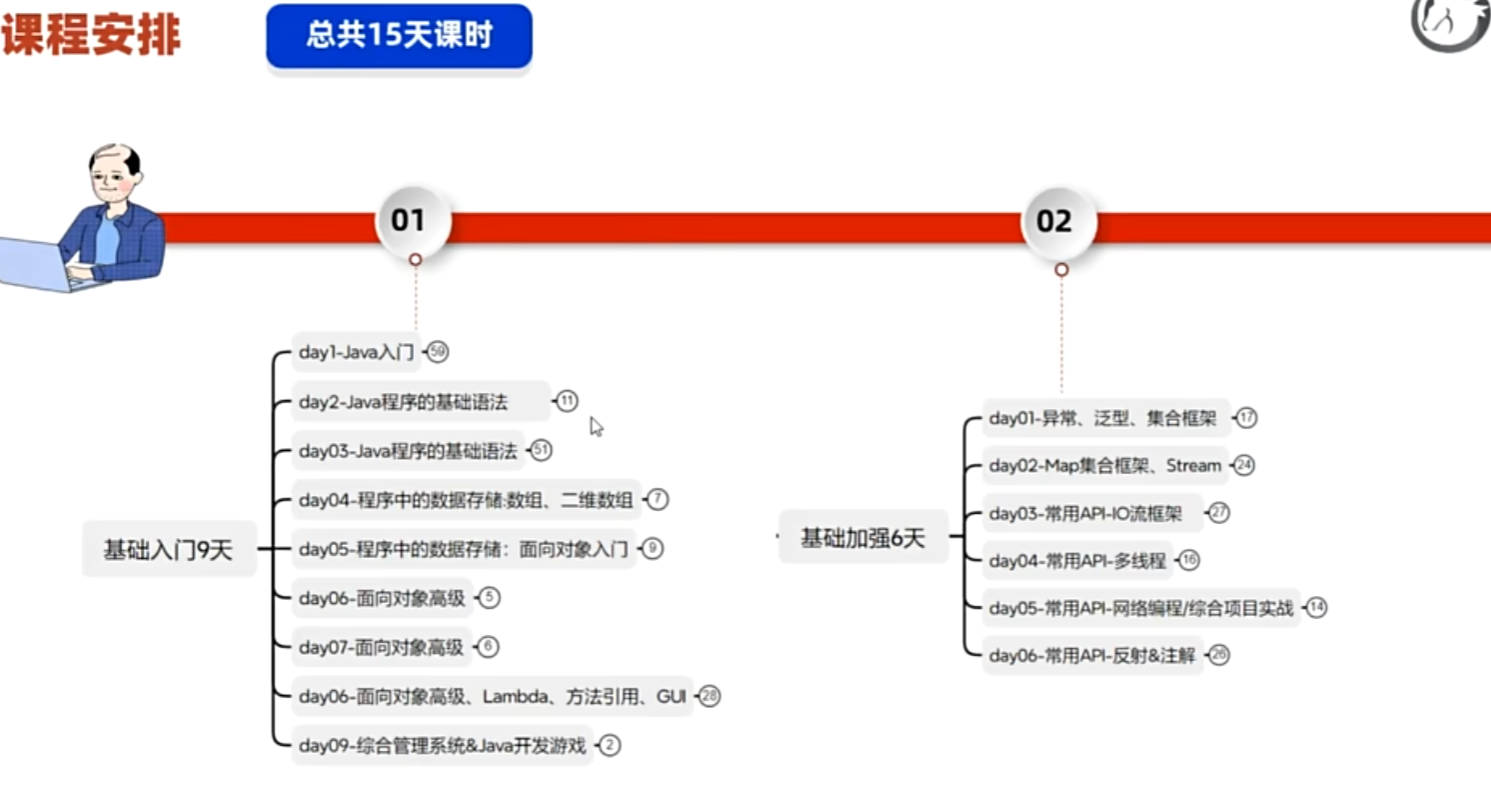 课程安排
总共15天课时
01
02
基础入门9天
day1-Java入门 59
day2-Java程序的基础语法 11
day03-Java程序的基础语法 51
day04-程序中的数据存储:数组、二维数组 7
day05-程序中的数据存储：面向对象入门 9
day06-面向对象高级 5
day07-面向对象高级 6
day06-面向对象高级、Lambda、方法引用、GUI 28
day09-综合管理系统&Java开发游戏 2
基础加强6天
day01-异常、泛型、集合框架 17
day02-Map集合框架、Stream 24
day03-常用API-IO流框架 27
day04-常用API-多线程 16
day05-常用API-网络编程/综合项目实战 14
day06-常用API-反射&注解 26